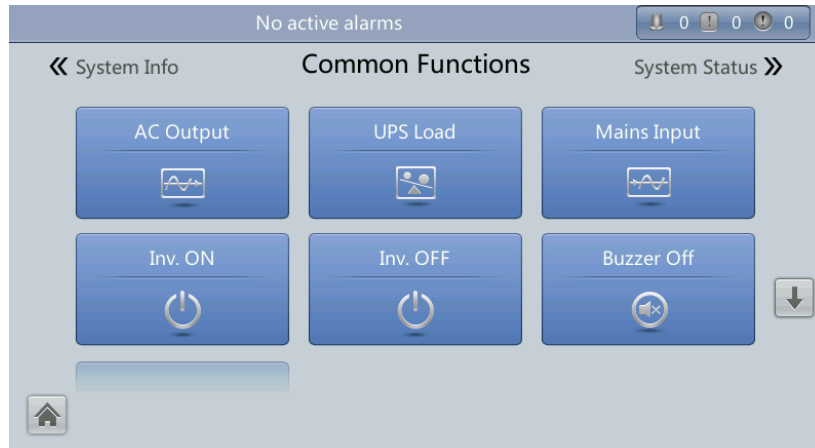 No active alarms
0 0 0
System Info
Common Functions
System Status
AC Output
UPS Load
Mains Input
Inv. ON
Inv. OFF
Buzzer Off